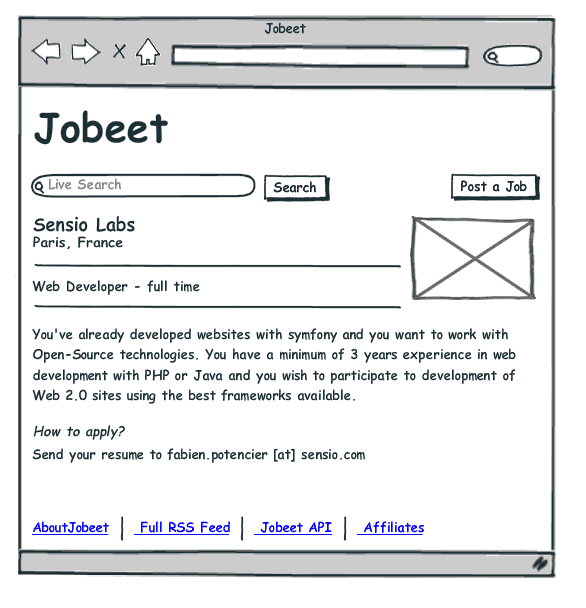 Jobeet
Jobeet
Live Search
Search
Post a Job
Sensio Labs
Paris, France
Web Developer - full time
You've already developed websites with symfony and you want to work with
Open-Source technologies. You have a minimum of 3 years experience in web
development with PHP or Java and you wish to participate to development of
Web 2.0 sites using the best frameworks available.
How to apply?
Send your resume to fabien.potencier [at] sensio.com
AboutJobeet | Full RSS Feed | Jobeet API | Affiliates